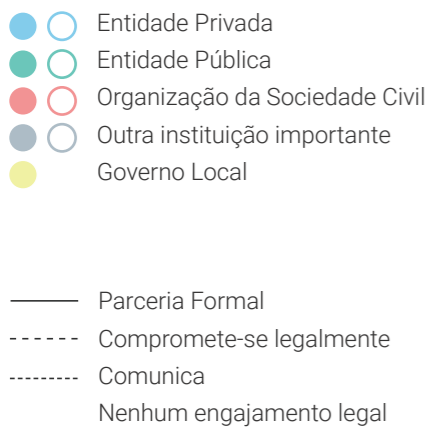 Entidade Privada
Entidade Pública
Organização da Sociedade Civil
Outra instituição importante
Governo Local
Parceria Formal
Compromete-se legalmente
Comunica
Nenhum engajamento legal